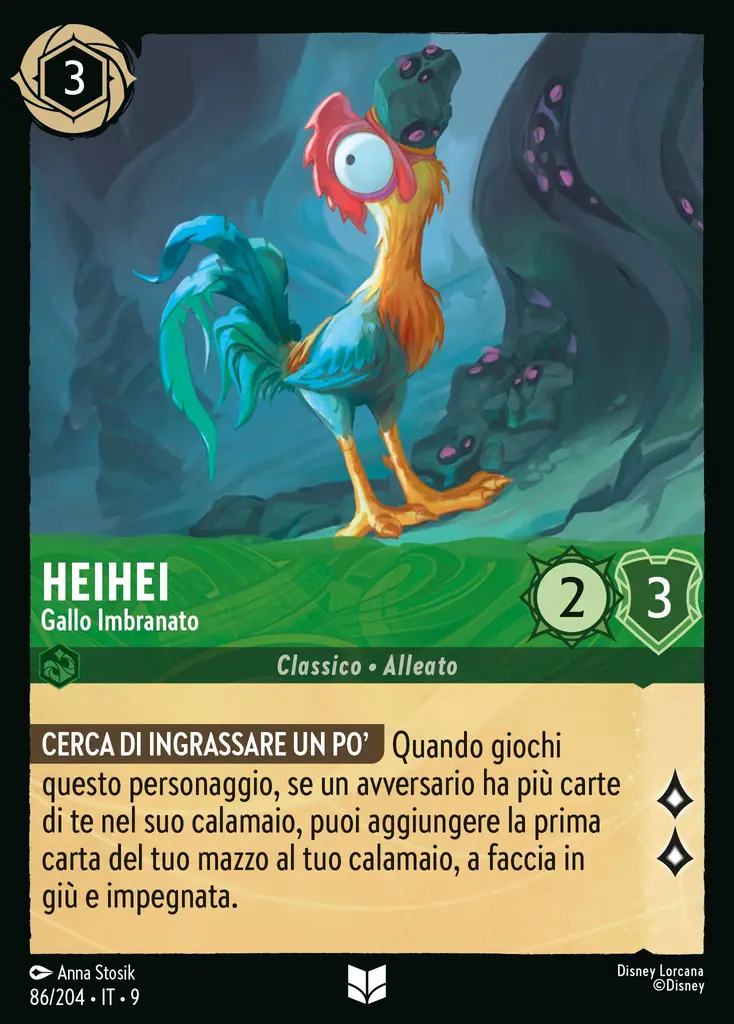 3
HEIHEI
Gallo Imbranato
2
3
Classico • Alleato
CERCA DI INGRASSARE UN PO’ Quando giochi
questo personaggio, se un avversario ha più carte
di te nel suo calamaio, puoi aggiungere la prima
carta del tuo mazzo al tuo calamaio, a faccia in
giù e impegnata.
Anna Stosik
86/204 • IT • 9
Disney Lorcana
©Disney